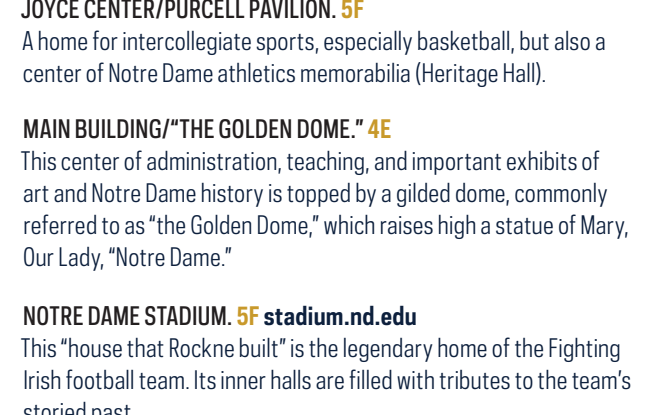 JOYCE CENTER/PURCELL PAVILION. 5F
A home for intercollegiate sports, especially basketball, but also a
center of Notre Dame athletics memorabilia (Heritage Hall).
MAIN BUILDING/“THE GOLDEN DOME.” 4E
This center of administration, teaching, and important exhibits of
art and Notre Dame history is topped by a gilded dome, commonly
referred to as “the Golden Dome,” which raises high a statue of Mary,
Our Lady, “Notre Dame.”
NOTRE DAME STADIUM. 5F stadium.nd.edu
This “house that Rockne built” is the legendary home of the Fighting
Irish football team. Its inner halls are filled with tributes to the team’s
storied past